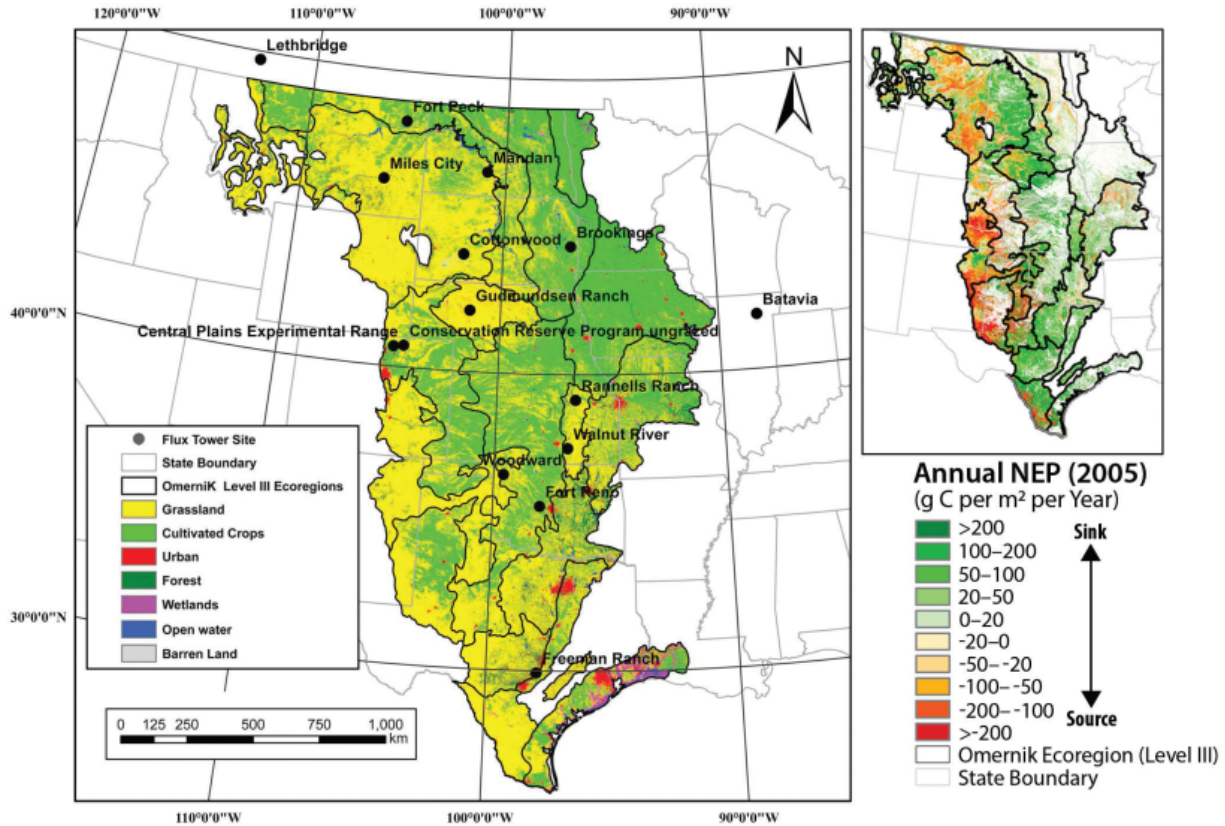 120°0'0"W
110°0'0"W
100°0'0"W
90°0'0"W
Lethbridge
N
Fort Peck
Miles City
Mandan
Cottonwood
Brookings
Gudmundsen Ranch
Batavia
40°0'0"N
Central Plains Experimental Range
Conservation Reserve Program ungrazed
Rannells Ranch
Walnut River
Woodward
Fort Reno
30°0'0"N
Freeman Ranch
Flux Tower Site
State Boundary
OmerniK Level III Ecoregions
Grassland
Cultivated Crops
Urban
Forest
Wetlands
Open water
Barren Land
0 125 250 500 750 1,000
km
110°0'0"W
100°0'0"W
90°0'0"W
Annual NEP (2005)
(g C per m² per Year)
>200
100–200
50–100
20–50
0–20
-20–0
-50– -20
-100– -50
-200– -100
>-200
Sink
Source
Omernik Ecoregion (Level III)
State Boundary